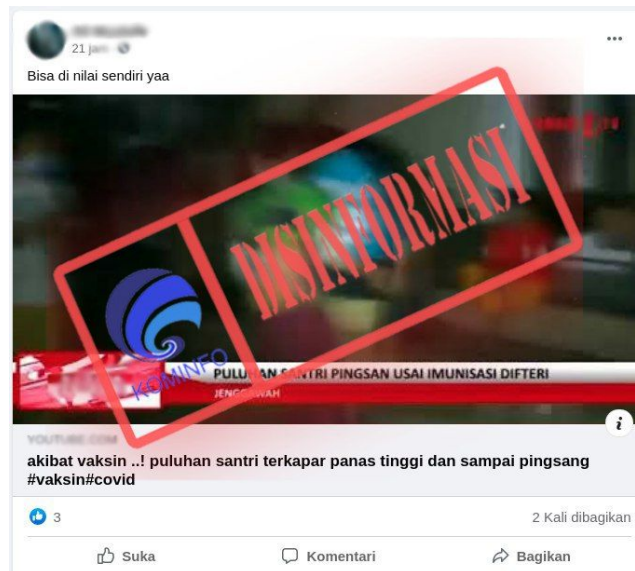 21 jam
Bisa di nilai sendiri yaa
DISINFORMASI
KOMINFO
PULUHAN SANTRI PINGSAN USAI IMUNISASI DIFTERI
JENGGAWAH
YOUTUBE.COM
akibat vaksin ..! puluhan santri terkapar panas tinggi dan sampai pingsang
#vaksin#covid
3
2 Kali dibagikan
Suka
Komentari
Bagikan